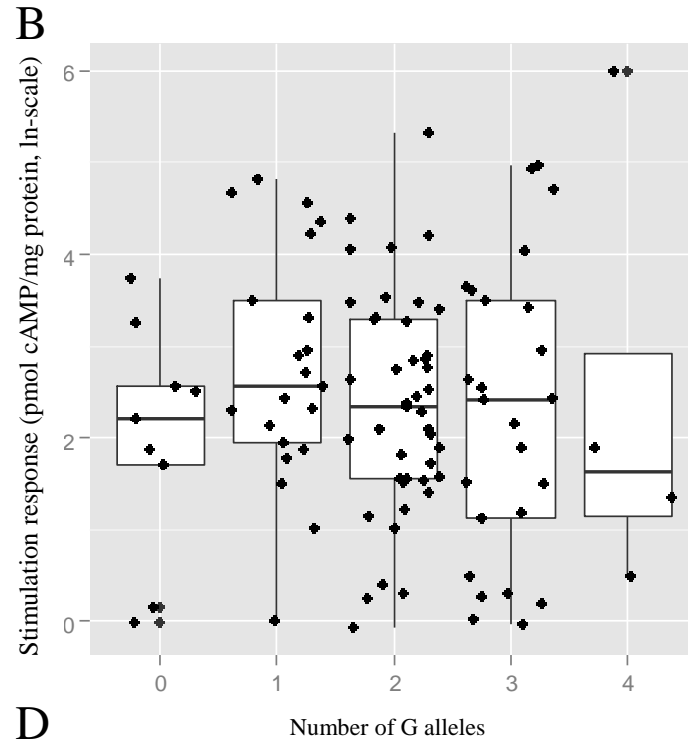 B
Stimulation response (pmol cAMP/mg protein, ln-scale)
6
4
2
0
0 1 2 3 4
Number of G alleles
D